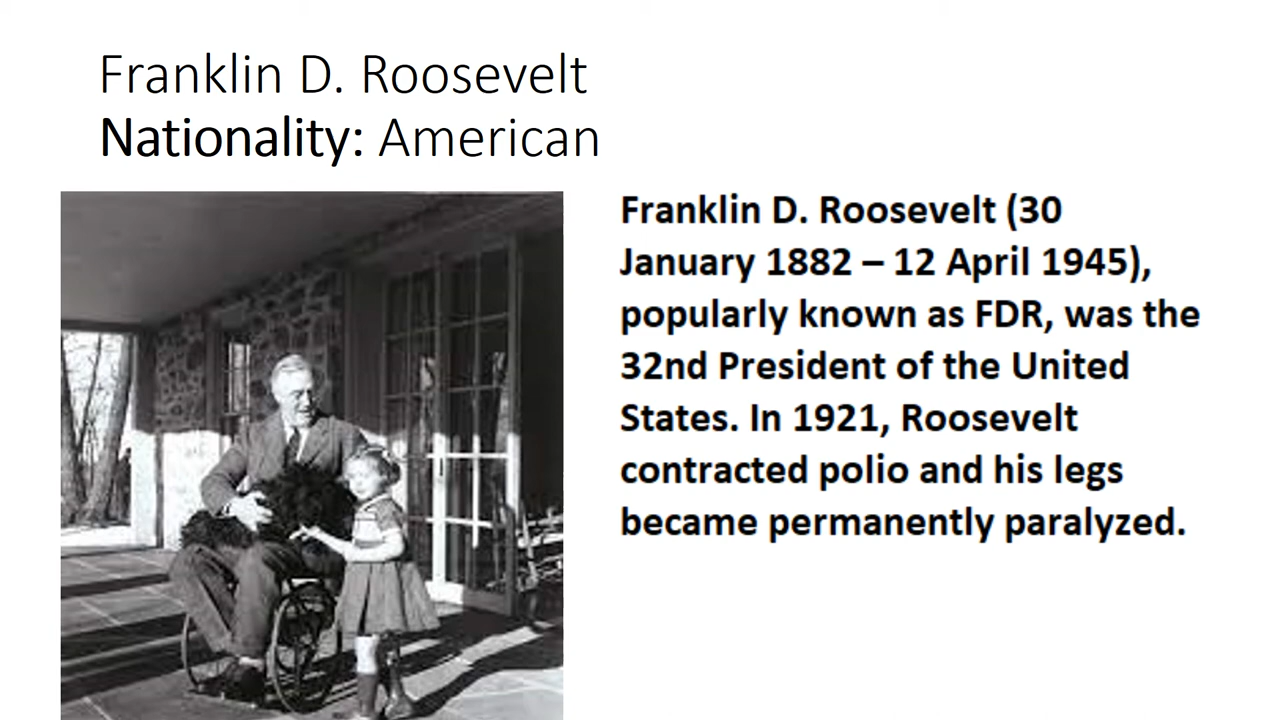 Franklin D. Roosevelt
Nationality: American
Franklin D. Roosevelt (30
January 1882 – 12 April 1945),
popularly known as FDR, was the
32nd President of the United
States. In 1921, Roosevelt
contracted polio and his legs
became permanently paralyzed.